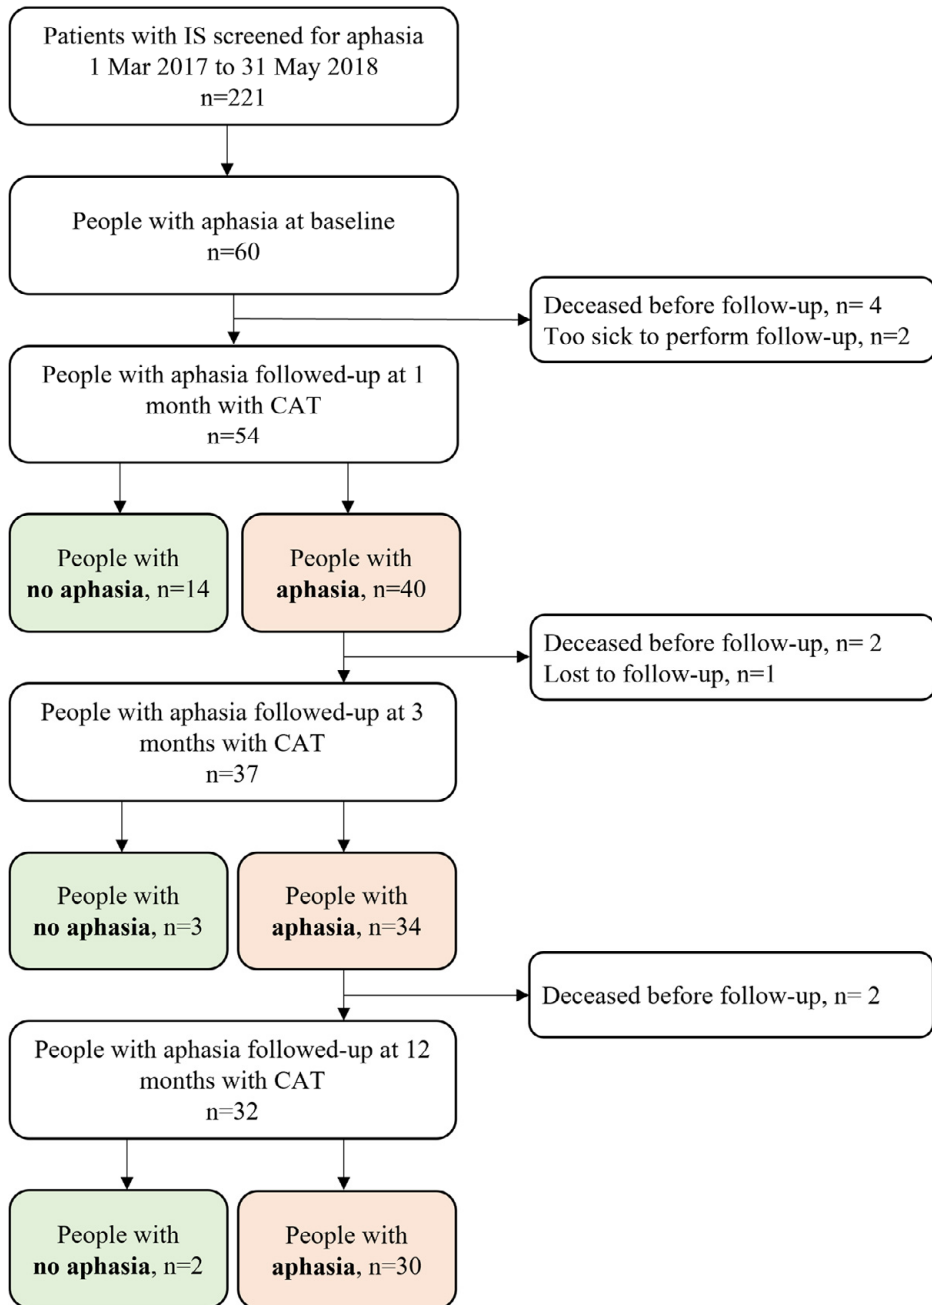 Patients with IS screened for aphasia
1 Mar 2017 to 31 May 2018
n=221
People with aphasia at baseline
n=60
Deceased before follow-up, n= 4
Too sick to perform follow-up, n=2
People with aphasia followed-up at 1
month with CAT
n=54
People with
no aphasia, n=14
People with
aphasia, n=40
Deceased before follow-up, n= 2
Lost to follow-up, n=1
People with aphasia followed-up at 3
months with CAT
n=37
People with
no aphasia, n=3
People with
aphasia, n=34
Deceased before follow-up, n= 2
People with aphasia followed-up at 12
months with CAT
n=32
People with
no aphasia, n=2
People with
aphasia, n=30